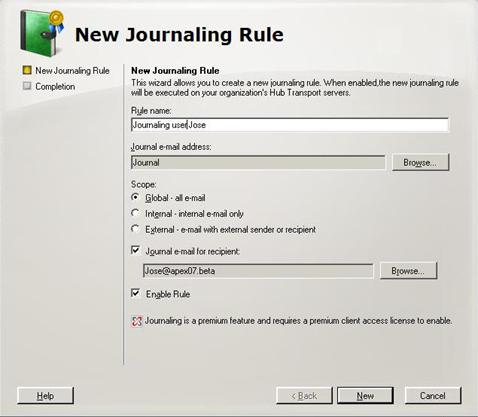 New Journaling Rule
New Journaling Rule
Completion
New Journaling Rule
This wizard allows you to create a new journaling rule. When enabled,the new journaling rule
will be executed on your organization's Hub Transport servers.
Rule name:
Journaling user Jose
Journal e-mail address:
Journal
Browse...
Scope:
Global - all e-mail
Internal - internal e-mail only
External - e-mail with external sender or recipient
Journal e-mail for recipient:
Jose@apex07.beta
Browse...
Enable Rule
Journaling is a premium feature and requires a premium client access license to enable.
Help
< Back
New
Cancel